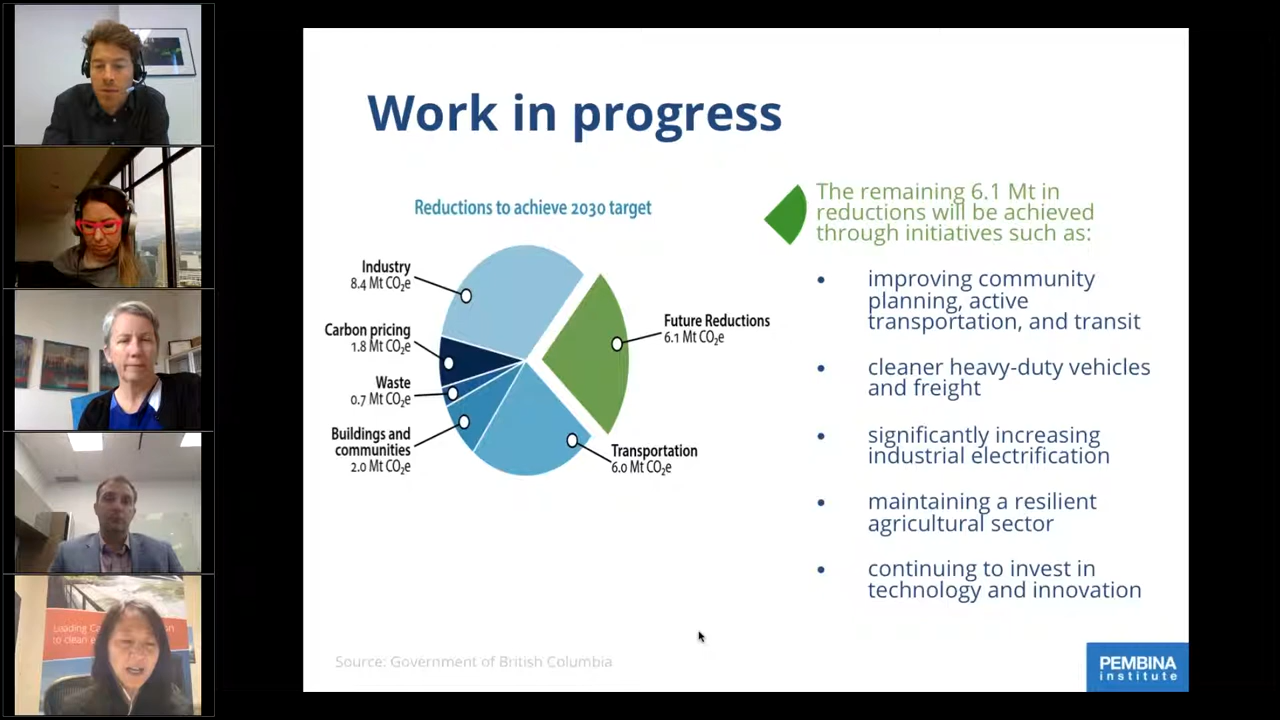 Work in progress
Reductions to achieve 2030 target
Industry
8.4 Mt CO₂e
Carbon pricing
1.8 Mt CO₂e
Waste
0.7 Mt CO₂e
Buildings and
communities
2.0 Mt CO₂e
Future Reductions
6.1 Mt CO₂e
Transportation
6.0 Mt CO₂e
The remaining 6.1 Mt in
reductions will be achieved
through initiatives such as:
• improving community
planning, active
transportation, and transit
• cleaner heavy-duty vehicles
and freight
• significantly increasing
industrial electrification
• maintaining a resilient
agricultural sector
• continuing to invest in
technology and innovation
Source: Government of British Columbia
PEMBINA
institute
to clean